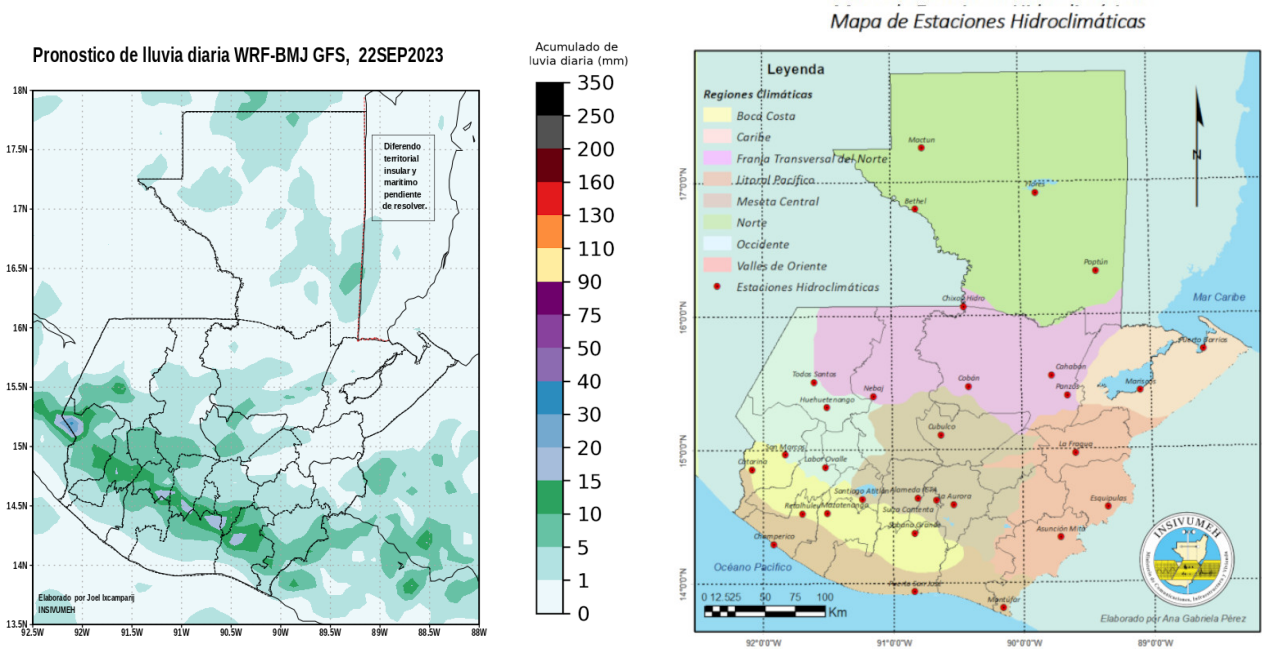 Pronostico de lluvia diaria WRF-BMJ GFS, 22SEP2023
18N
17.5N
17N
16.5N
16N
15.5N
15N
14.5N
14N
13.5N
92.5W
92W
91.5W
91W
90.5W
90W
89.5W
89W
88.5W
88W
Diferendo
territorial
insular y
maritimo
pendiente
de resolver.
Elaborado por Joel Ixcamparij
INSIVUMEH
Acumulado de
lluvia diaria (mm)
350
250
200
160
130
110
90
75
50
40
30
20
15
10
5
1
0
Mapa de Estaciones Hidroclimáticas
Leyenda
Regiones Climáticas
Boca Costa
Caribe
Franja Transversal del Norte
Litoral Pacífico
Meseta Central
Norte
Occidente
Valles de Oriente
Estaciones Hidroclimáticas
N
Mactun
Flores
Bethel
Poptún
Chixoy Hidro
Mar Caribe
Puerto Barrios
Todos Santos
Nebaj
Cobán
Cahabón
Panzós
Mariscos
Huehuetenango
Cubulco
San Marcos
Labor Ovalle
La Fragua
Catarina
Santiago Atitlán
Alameda ICTA
La Aurora
Retalhuleu
Mazatenango
Suiza Contenta
Sabana Grande
Esquipulas
Asunción Mita
Champerico
Puerto San José
Montúfar
Océano Pacífico
0 12.525 50 75 100
Km
INSIVUMEH
Elaborado por Ana Gabriela Pérez
17°0'0"N
16°0'0"N
15°0'0"N
14°0'0"N
92°0'0"W
91°0'0"W
90°0'0"W
89°0'0"W